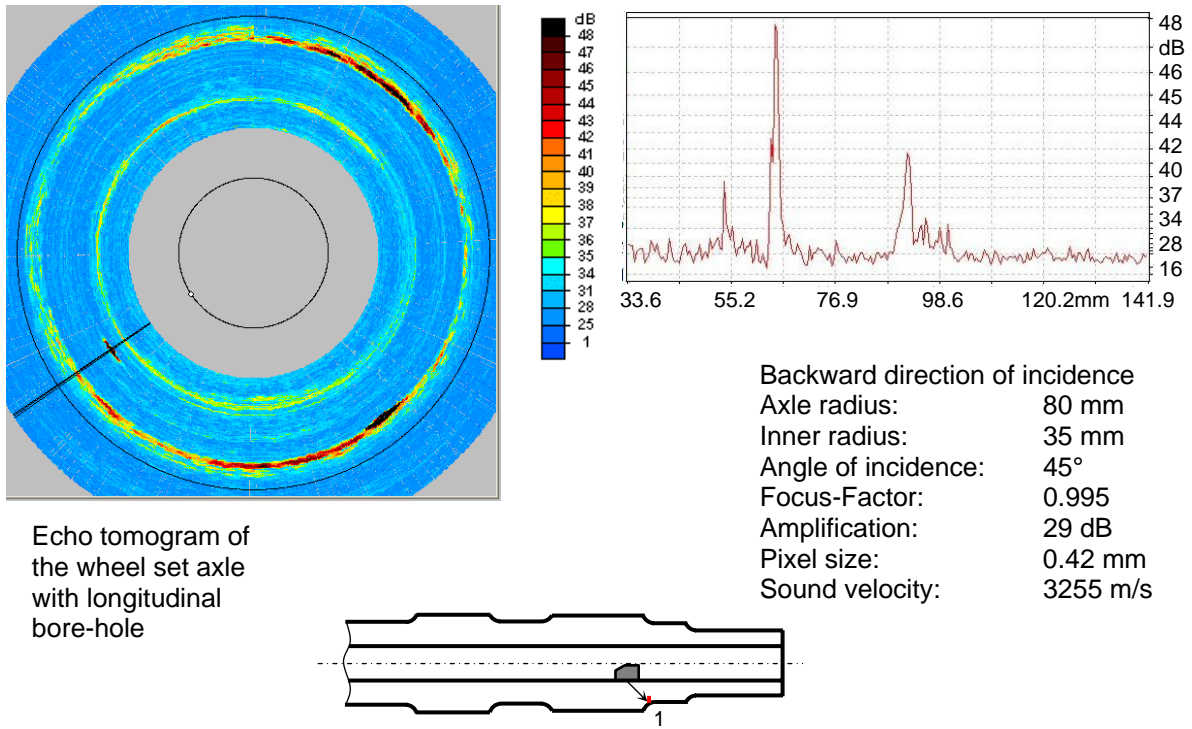 dB
48
47
46
45
44
43
42
41
40
39
38
37
36
35
34
31
28
25
1
48
dB
46
45
44
42
40
37
34
28
16
33.6 55.2 76.9 98.6 120.2mm 141.9
Backward direction of incidence
Axle radius: 80 mm
Inner radius: 35 mm
Angle of incidence: 45°
Focus-Factor: 0.995
Amplification: 29 dB
Pixel size: 0.42 mm
Sound velocity: 3255 m/s
Echo tomogram of
the wheel set axle
with longitudinal
bore-hole
1